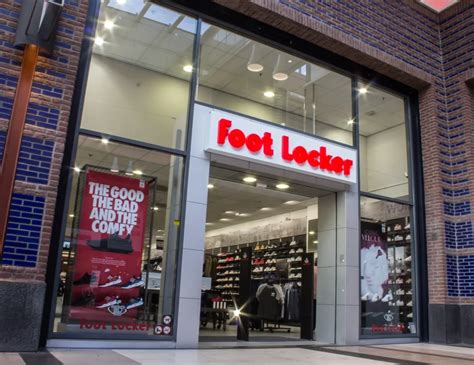 foot Locker
THE GOOD
THE BAD
AND THE
COMFY
FOOT LOCKER